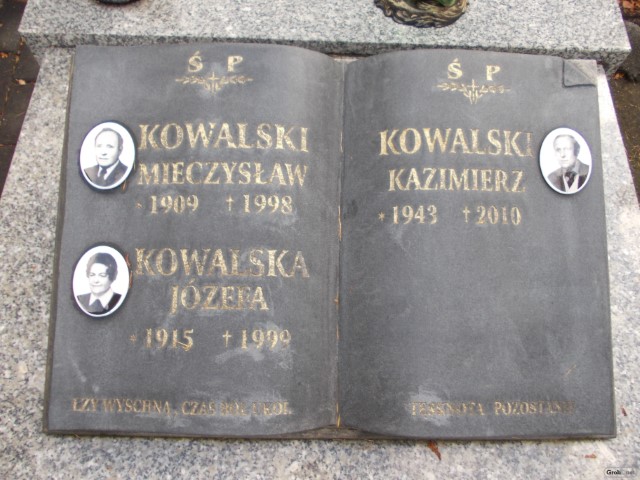 Ś P
KOWALSKI
MIECZYSŁAW
* 1909 † 1998
KOWALSKA
JÓZEFA
* 1915 † 1999
ŁZY WYSCHNĄ, CZAS BÓL UKOI
Ś P
KOWALSKI
KAZIMIERZ
* 1943 † 2010
TĘSKNOTA POZOSTANIE